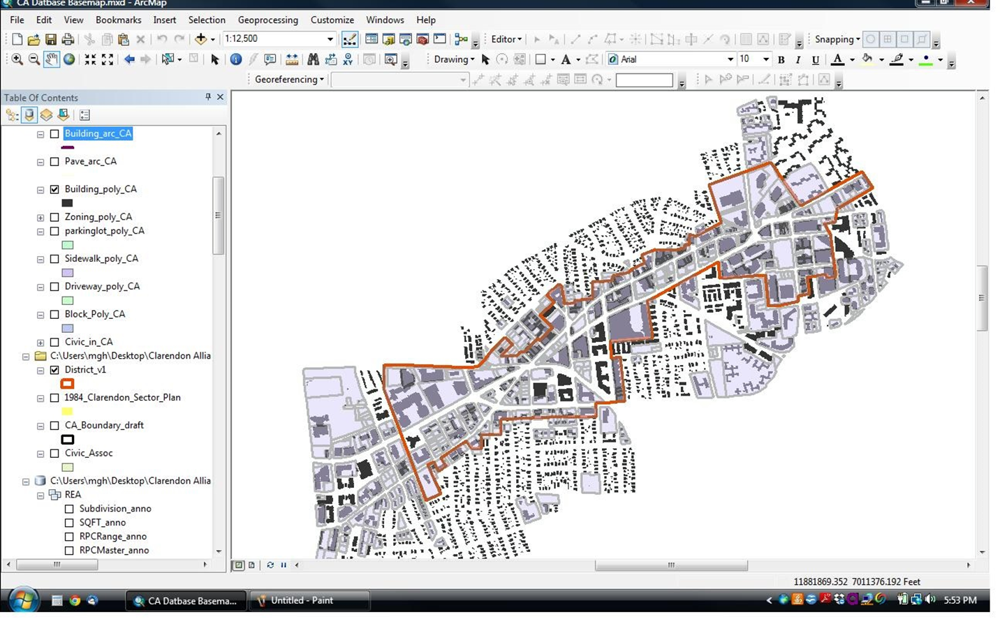 CA Datbase Basemap.mxd - ArcMap
File Edit View Bookmarks Insert Selection Geoprocessing Customize Windows Help
1:12,500 Editor Snapping
Drawing A Arial 10 B I U A
Georeferencing
Table Of Contents
Building_arc_CA
Pave_arc_CA
Building_poly_CA
Zoning_poly_CA
parkinglot_poly_CA
Sidewalk_poly_CA
Driveway_poly_CA
Block_Poly_CA
Civic_in_CA
C:\Users\mgh\Desktop\Clarendon Allia
District_v1
1984_Clarendon_Sector_Plan
CA_Boundary_draft
Civic_Assoc
C:\Users\mgh\Desktop\Clarendon Allia
REA
Subdivision_anno
SQFT_anno
RPCRange_anno
RPCMaster_anno
11881869.352 7011376.192 Feet
CA Datbase Basema... Untitled - Paint 5:53 PM